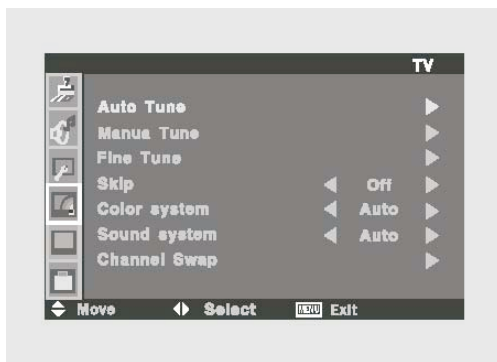 TV
Auto Tune
Manua Tune
Fine Tune
Skip Off
Color system Auto
Sound system Auto
Channel Swap
Move Select MENU Exit